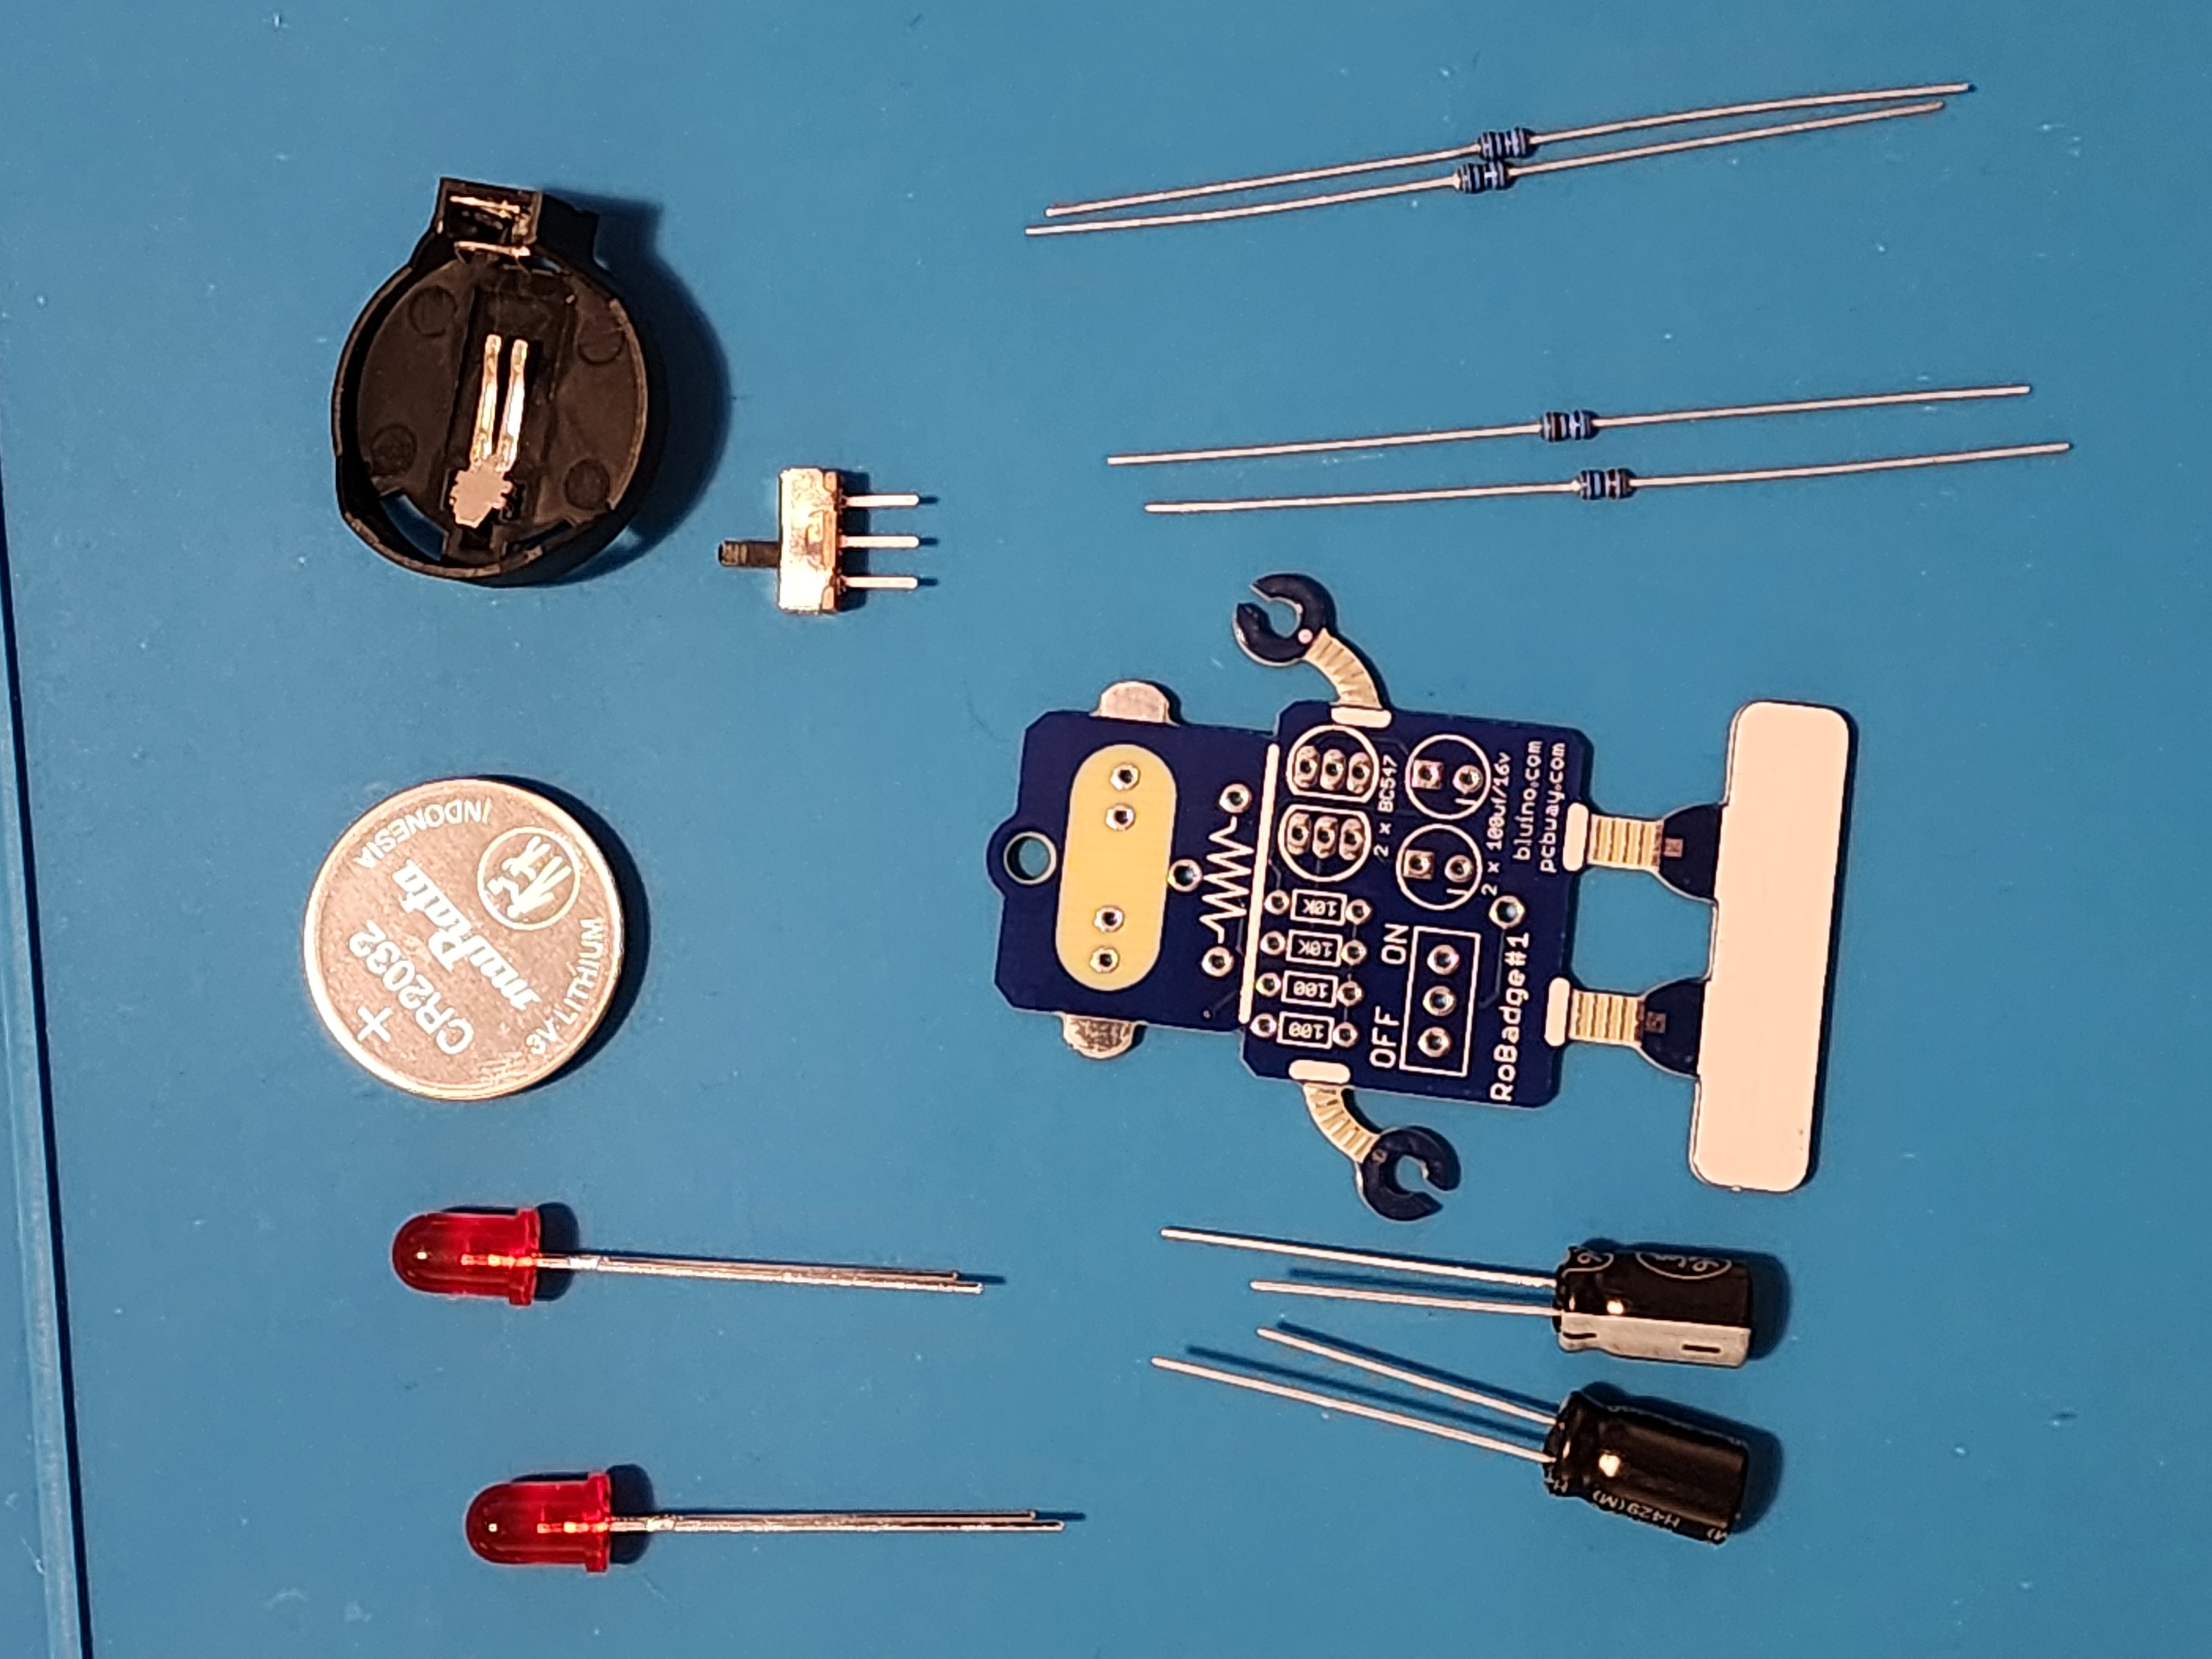 +
CR2032
muRata
INDONESIA
3V LITHIUM
100
100
10K
10K
2 x BC547
OFF ON
2 x 100uf/16v
RoBadge#1
bluino.com
pcbway.com
H429(M)